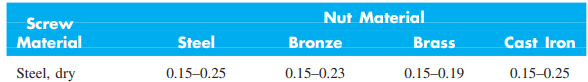 Nut Material
Screw
Material Steel Bronze Brass Cast Iron
Steel, dry 0.15–0.25 0.15–0.23 0.15–0.19 0.15–0.25